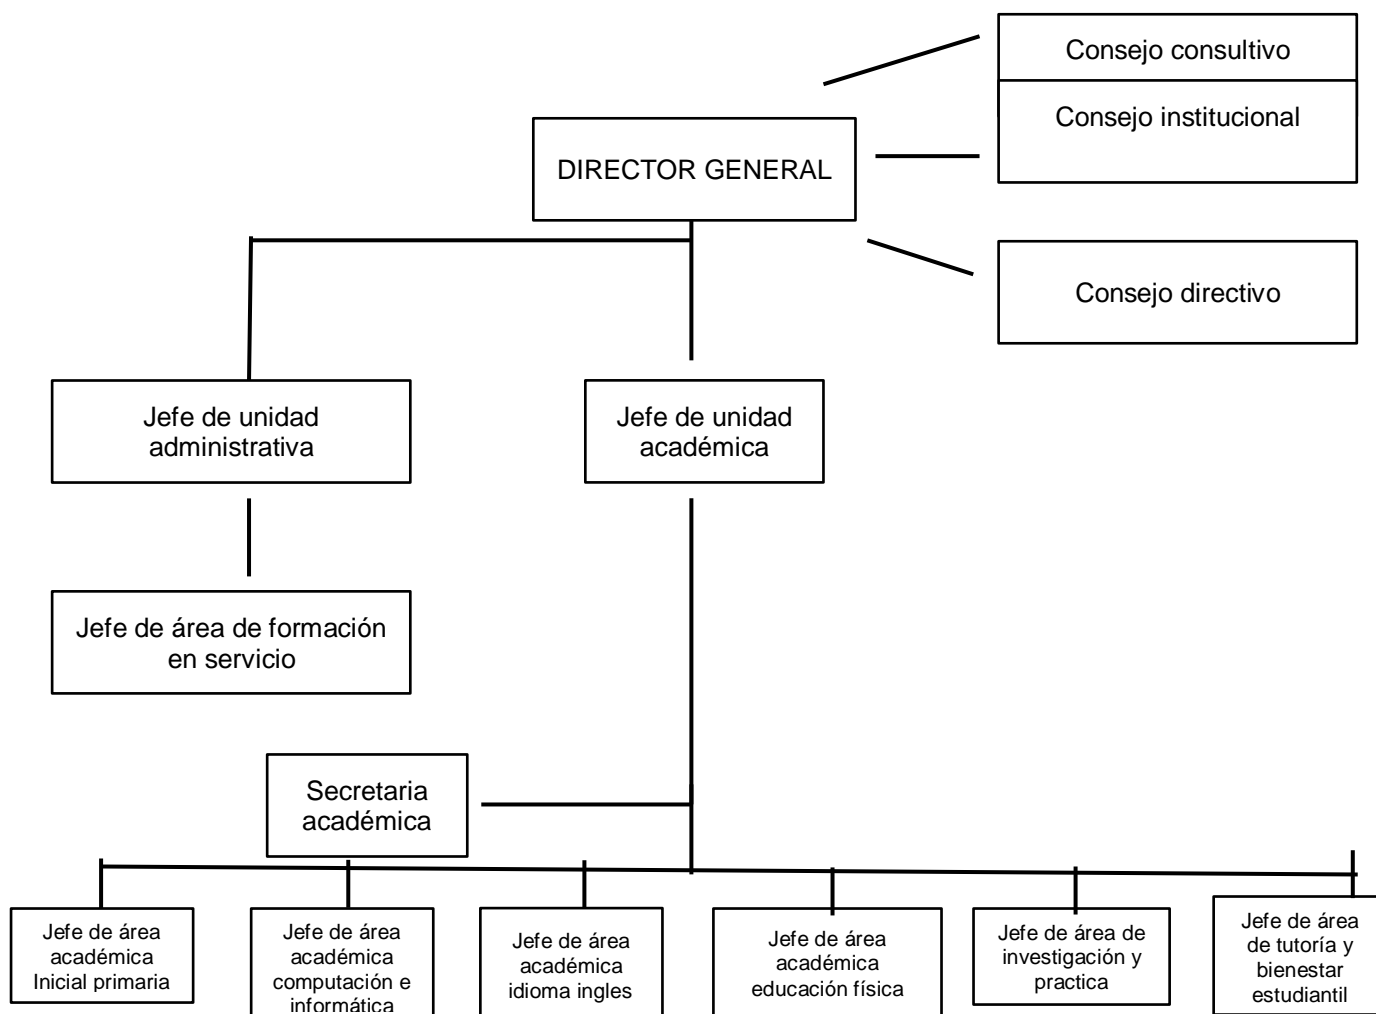 Consejo consultivo
Consejo institucional
DIRECTOR GENERAL
Consejo directivo
Jefe de unidad
administrativa
Jefe de unidad
académica
Jefe de área de formación
en servicio
Secretaria
académica
Jefe de área
académica
Inicial primaria
Jefe de área
académica
computación e
informática
Jefe de área
académica
idioma ingles
Jefe de área
académica
educación física
Jefe de área de
investigación y
practica
Jefe de área
de tutoría y
bienestar
estudiantil